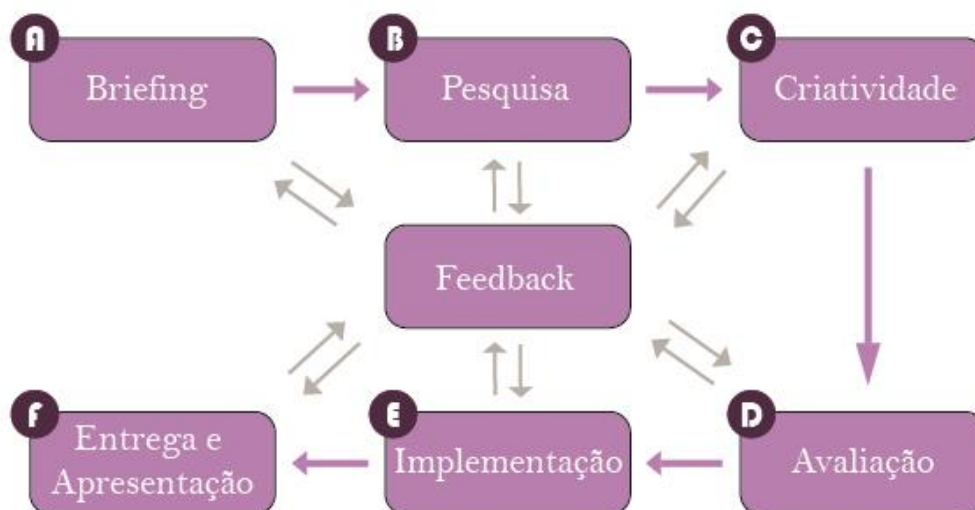 A
Briefing
B
Pesquisa
C
Criatividade
Feedback
F
Entrega e
Apresentação
E
Implementação
D
Avaliação